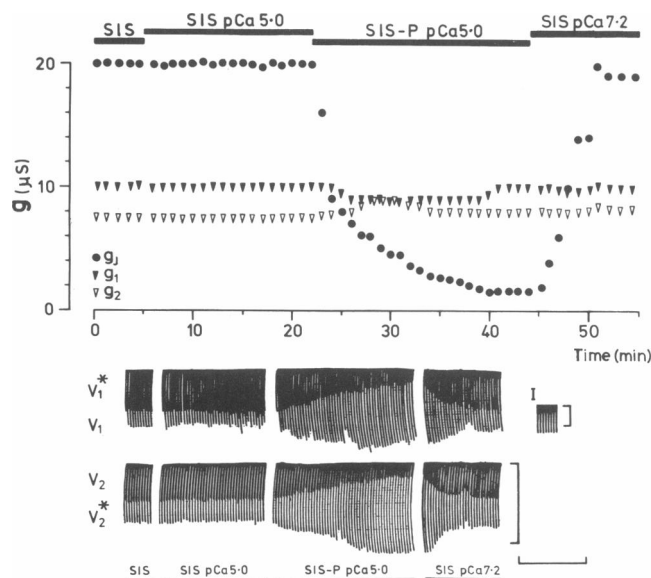 SIS
SIS pCa5·0
SIS-P pCa5·0
SIS pCa7·2
20
10
0
g (μS)
● gJ
▼ g1
▽ g2
0 10 20 30 40 50
Time (min)
V1*
V1
I
V2
V2*
SIS SIS pCa5·0 SIS-P pCa5·0 SIS pCa7·2